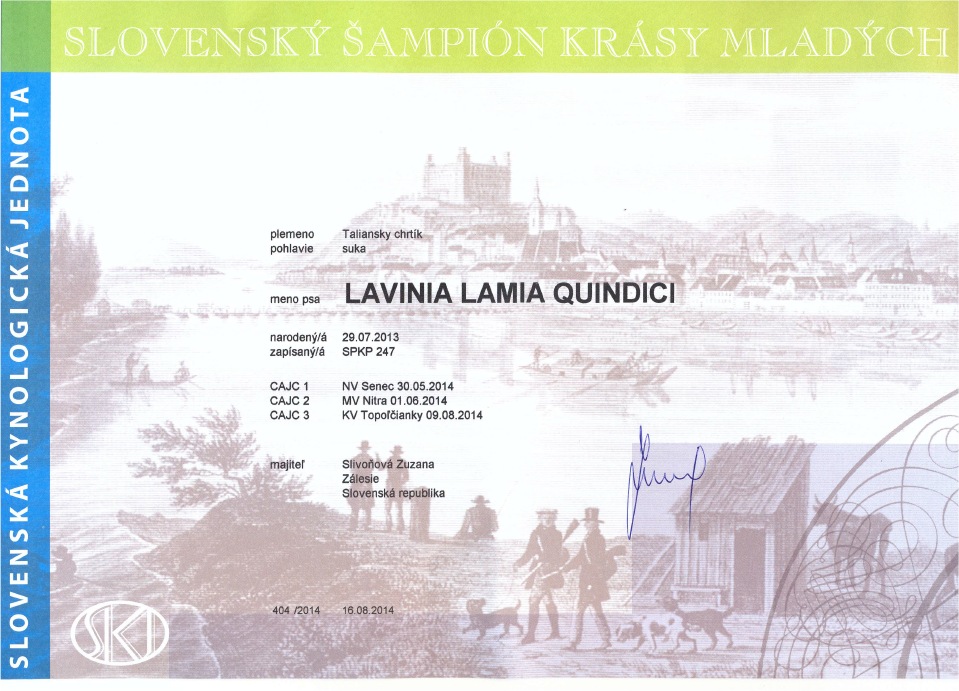 SLOVENSKÝ ŠAMPIÓN KRÁSY MLADÝCH
SLOVENSKÁ KYNOLOGICKÁ JEDNOTA
plemeno Taliansky chrtík
pohlavie suka
meno psa LAVINIA LAMIA QUINDICI
narodený/á 29.07.2013
zapísaný/á SPKP 247
CAJC 1 NV Senec 30.05.2014
CAJC 2 MV Nitra 01.06.2014
CAJC 3 KV Topoľčianky 09.08.2014
majiteľ Slivoňová Zuzana
Zálesie
Slovenská republika
404 /2014 16.08.2014
SKJ